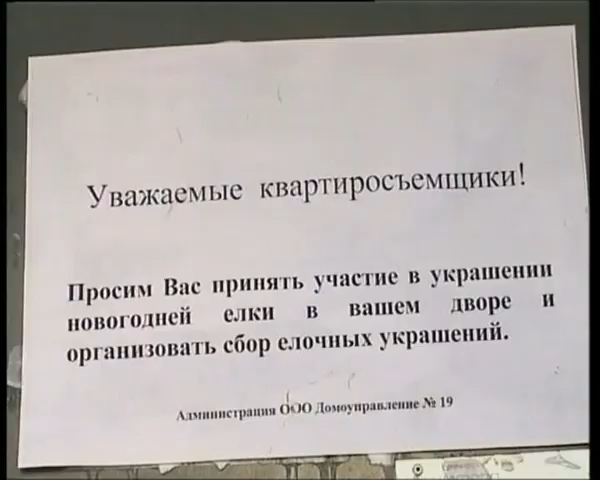 Уважаемые квартиросъемщики!
Просим Вас принять участие в украшении
новогодней елки в вашем дворе и
организовать сбор елочных украшений.
Администрация ООО Домоуправление № 19